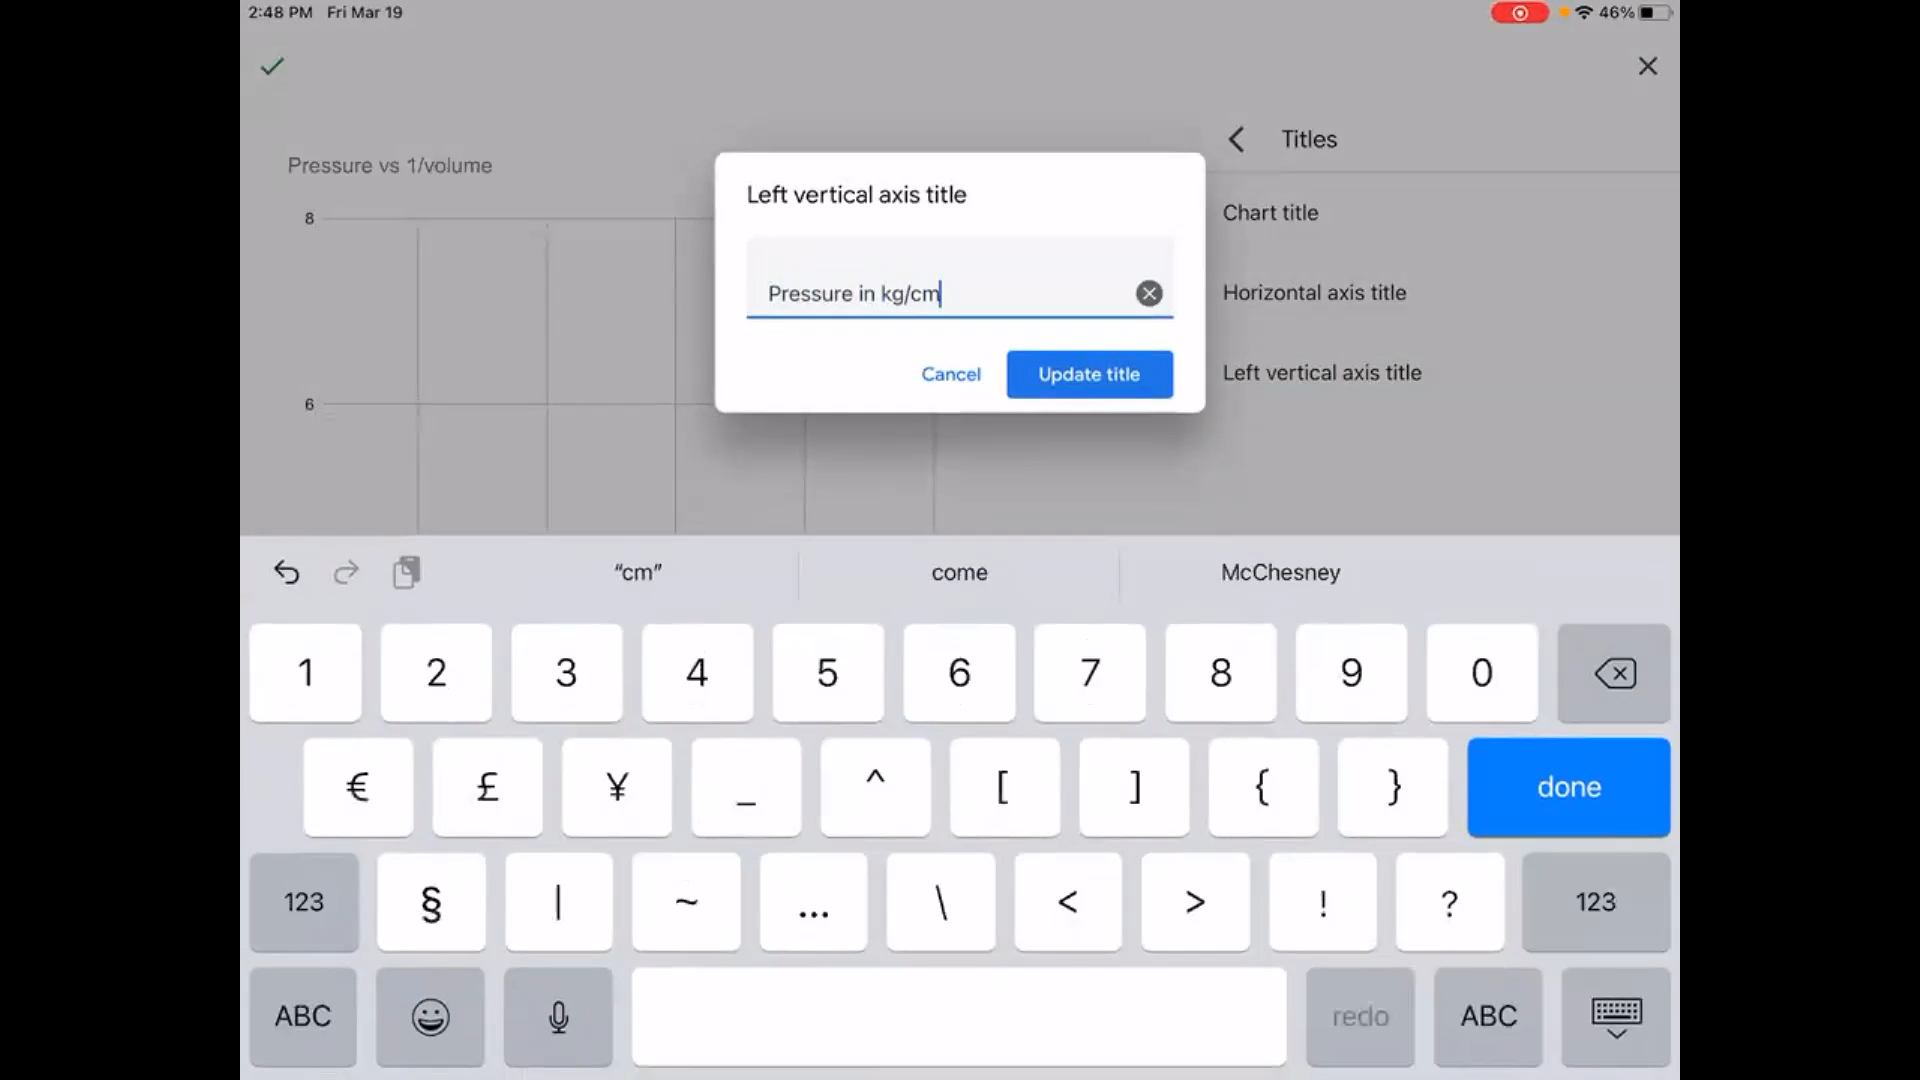 2:48 PM Fri Mar 19
46%
Pressure vs 1/volume
8
6
Left vertical axis title
Pressure in kg/cm
Cancel
Update title
Titles
Chart title
Horizontal axis title
Left vertical axis title
“cm” come McChesney
1 2 3 4 5 6 7 8 9 0
€ £ ¥ _ ^ [ ] { } done
123 § | ~ ... \ < > ! ? 123
ABC redo ABC